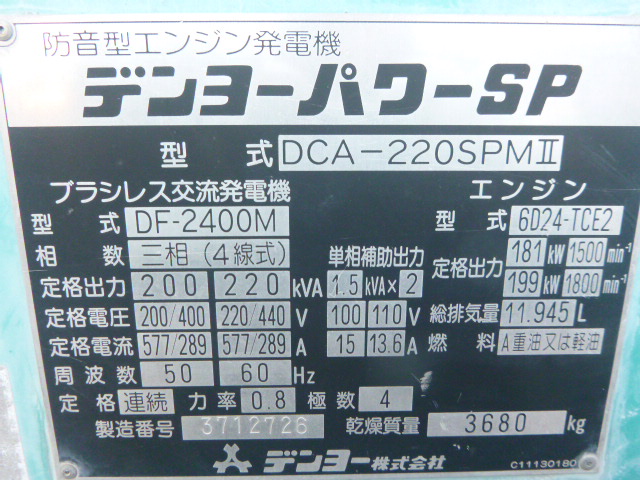 防音型エンジン発電機
デンヨーパワーSP
型式 DCA-220SPMⅡ
ブラシレス交流発電機 エンジン
型式 DF-2400M 型式 6D24-TCE2
相数 三相(4線式) 単相補助出力 定格出力 181 kW 1500 min⁻¹
定格出力 200 220 kVA 1.5 kVA×2 199 kW 1800 min⁻¹
定格電圧 200/400 220/440 V 100 110 V 総排気量 11.945 L
定格電流 577/289 577/289 A 15 13.6 A 燃料 A重油又は軽油
周波数 50 60 Hz
定格 連続 力率 0.8 極数 4
製造番号 3712726 乾燥質量 3680 kg
デンヨー株式会社 C11130180